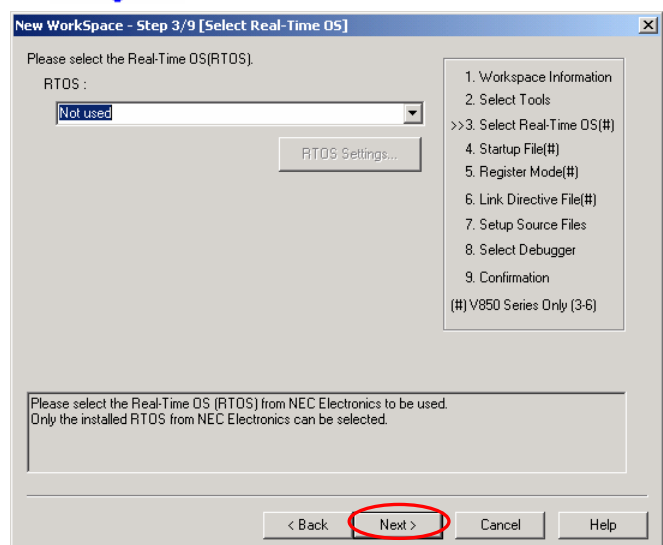 New WorkSpace - Step 3/9 [Select Real-Time OS]
Please select the Real-Time OS(RTOS).
RTOS :
Not used
RTOS Settings...
1. Workspace Information
2. Select Tools
>>3. Select Real-Time OS(#)
4. Startup File(#)
5. Register Mode(#)
6. Link Directive File(#)
7. Setup Source Files
8. Select Debugger
9. Confirmation
(#) V850 Series Only (3-6)
Please select the Real-Time OS (RTOS) from NEC Electronics to be used.
Only the installed RTOS from NEC Electronics can be selected.
< Back
Next >
Cancel
Help